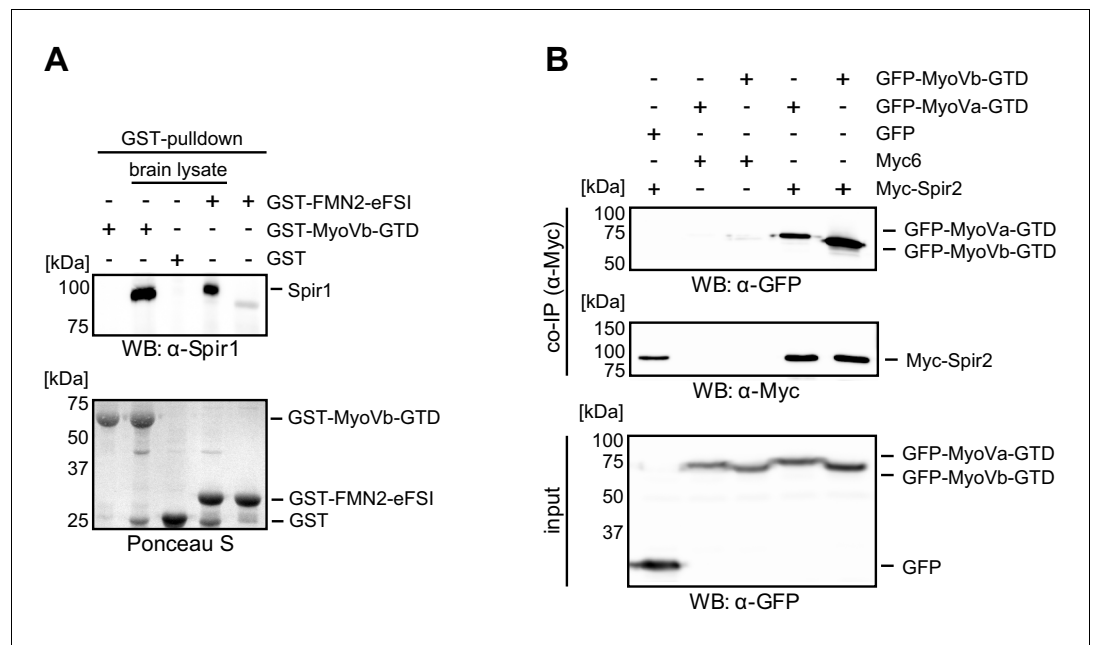 A
GST-pulldown
brain lysate
- - - + + GST-FMN2-eFSI
+ + - - - GST-MyoVb-GTD
[kDa] - - + - - GST
100
75
Spir1
WB: α-Spir1
[kDa]
75
50
37
25
GST-MyoVb-GTD
GST-FMN2-eFSI
GST
Ponceau S
B
- - + - + GFP-MyoVb-GTD
- + - + - GFP-MyoVa-GTD
+ - - - - GFP
- + + - - Myc6
[kDa] + - - + + Myc-Spir2
co-IP (α-Myc)
100
75
50
GFP-MyoVa-GTD
GFP-MyoVb-GTD
WB: α-GFP
[kDa]
150
100
75
Myc-Spir2
WB: α-Myc
[kDa]
input
100
75
50
37
GFP-MyoVa-GTD
GFP-MyoVb-GTD
GFP
WB: α-GFP